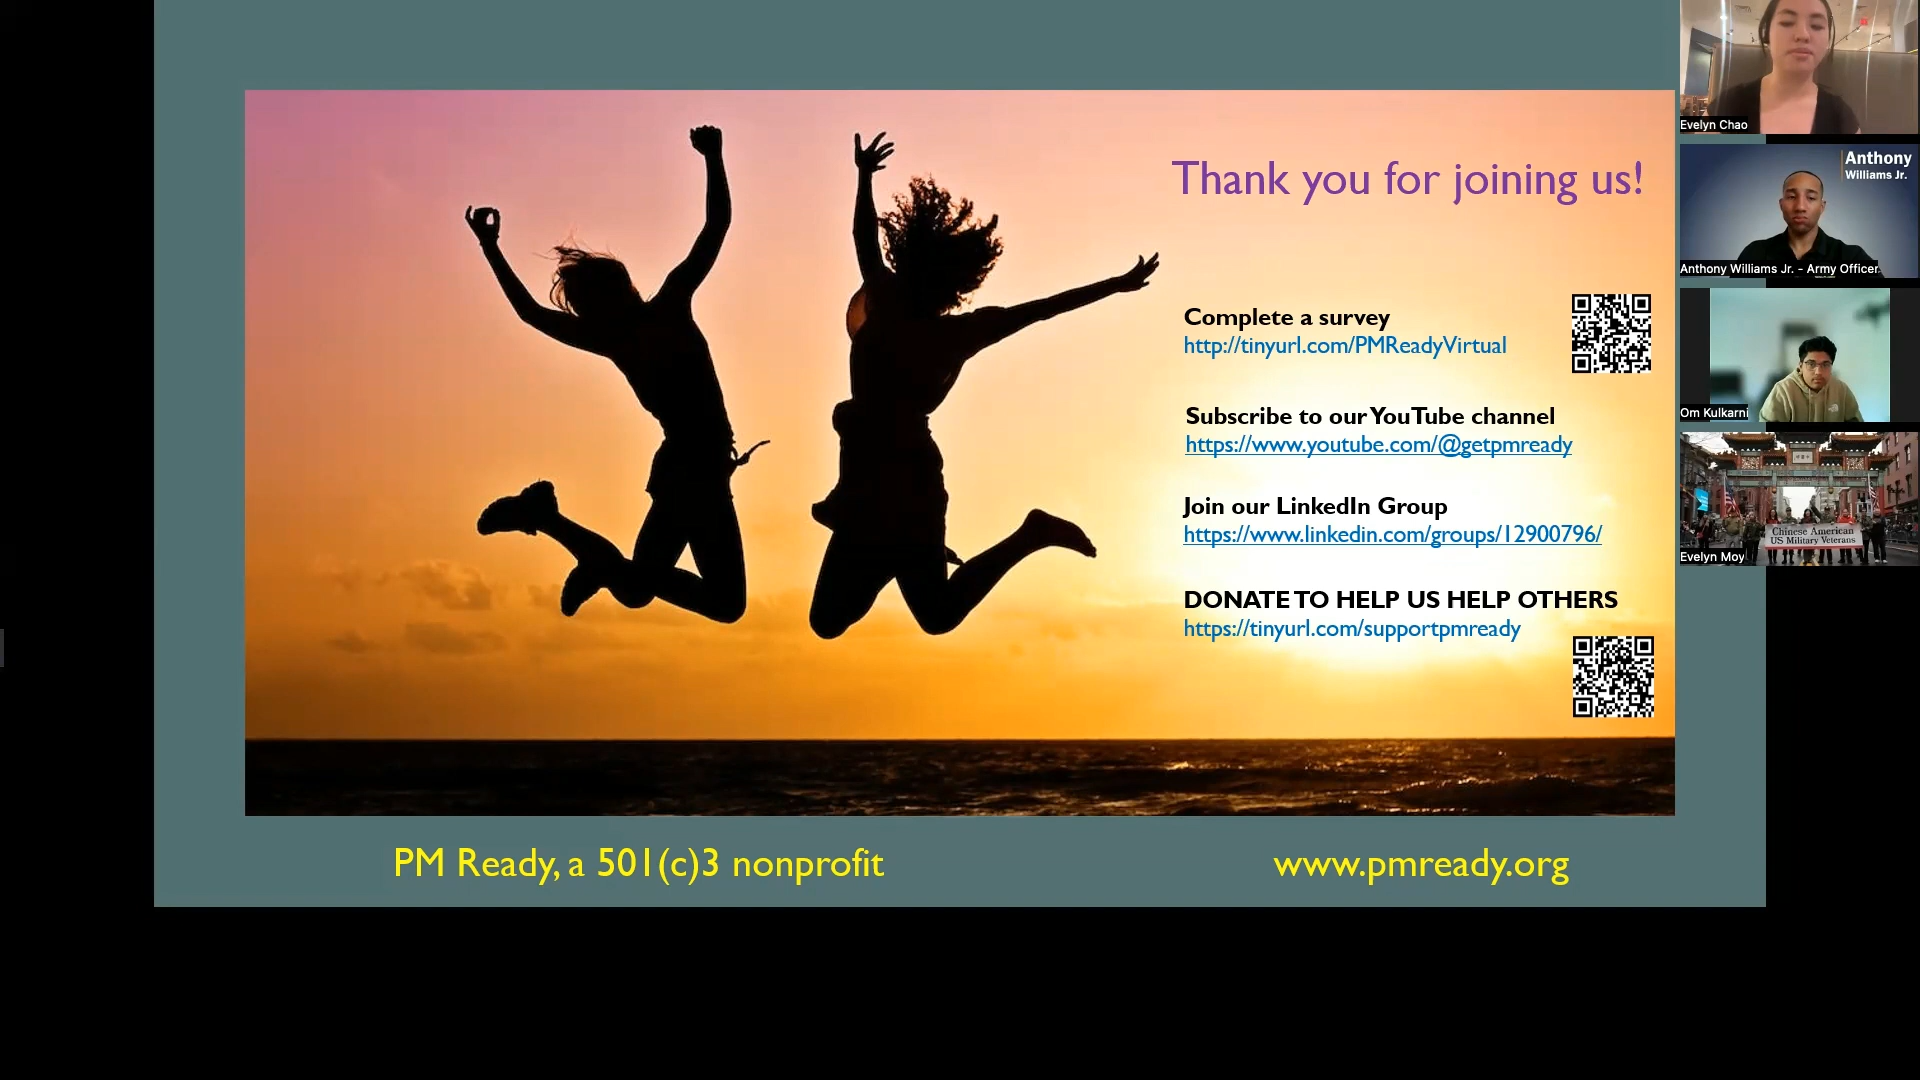 Thank you for joining us!
Complete a survey
http://tinyurl.com/PMReadyVirtual
Subscribe to our YouTube channel
https://www.youtube.com/@getpmready
Join our LinkedIn Group
https://www.linkedin.com/groups/12900796/
DONATE TO HELP US HELP OTHERS
https://tinyurl.com/supportpmready
PM Ready, a 501(c)3 nonprofit
www.pmready.org
Evelyn Chao
Anthony
Williams Jr.
Anthony Williams Jr. - Army Officer
Om Kulkarni
Chinese American
US Military Veterans
Evelyn Moy